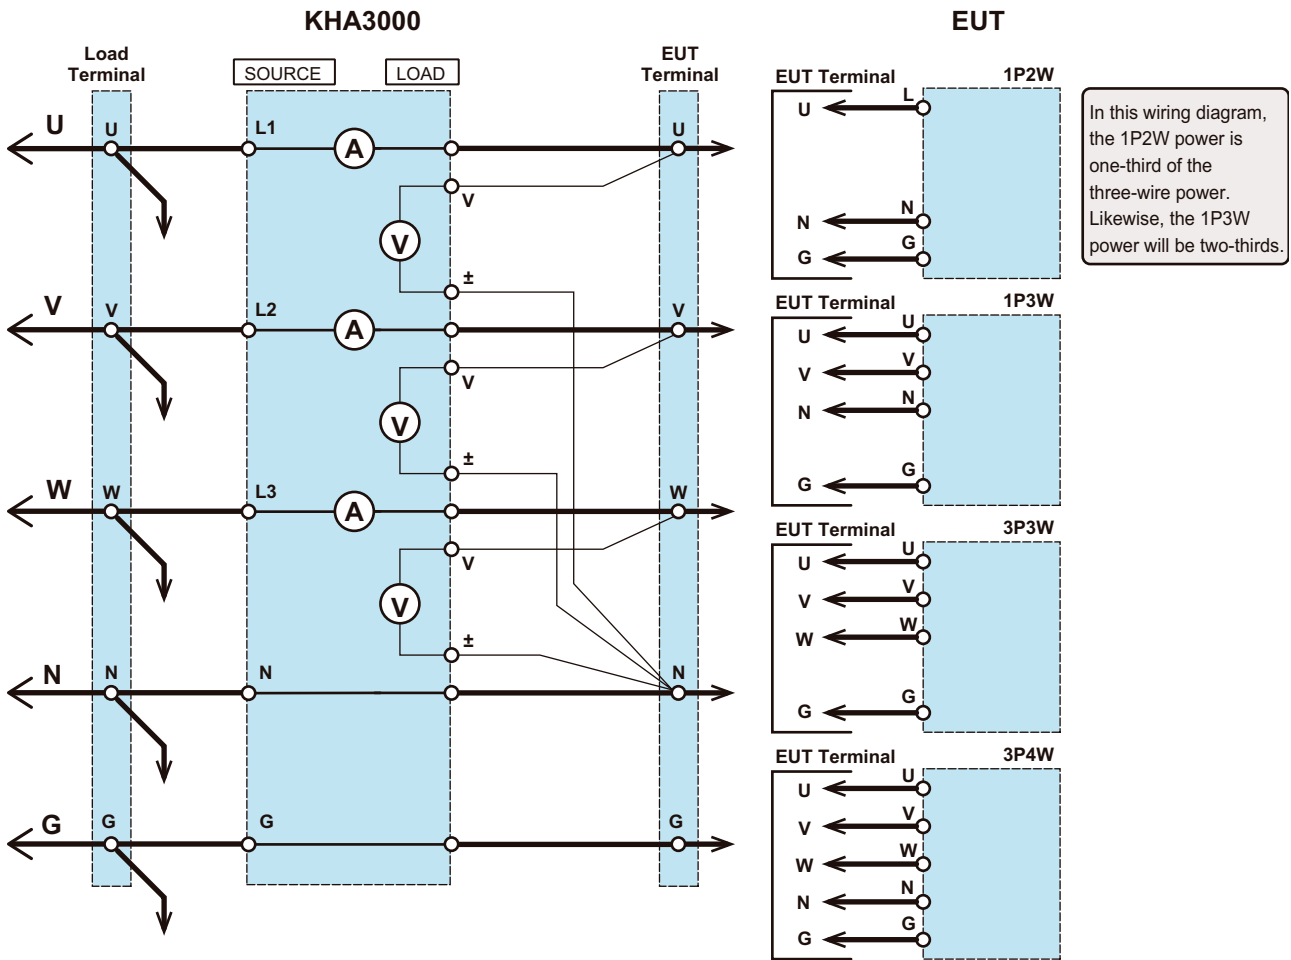 KHA3000
EUT
Load
Terminal
SOURCE
LOAD
EUT
Terminal
U
U
L1
A
U
V
V
±
V
V
L2
A
V
V
V
±
W
W
L3
A
W
V
V
±
N
N
N
N
G
G
G
G
EUT Terminal
1P2W
U
L
N
N
G
G
EUT Terminal
1P3W
U
U
V
V
N
N
G
G
EUT Terminal
3P3W
U
U
V
V
W
W
G
G
EUT Terminal
3P4W
U
U
V
V
W
W
N
N
G
G
In this wiring diagram,
the 1P2W power is
one-third of the
three-wire power.
Likewise, the 1P3W
power will be two-thirds.